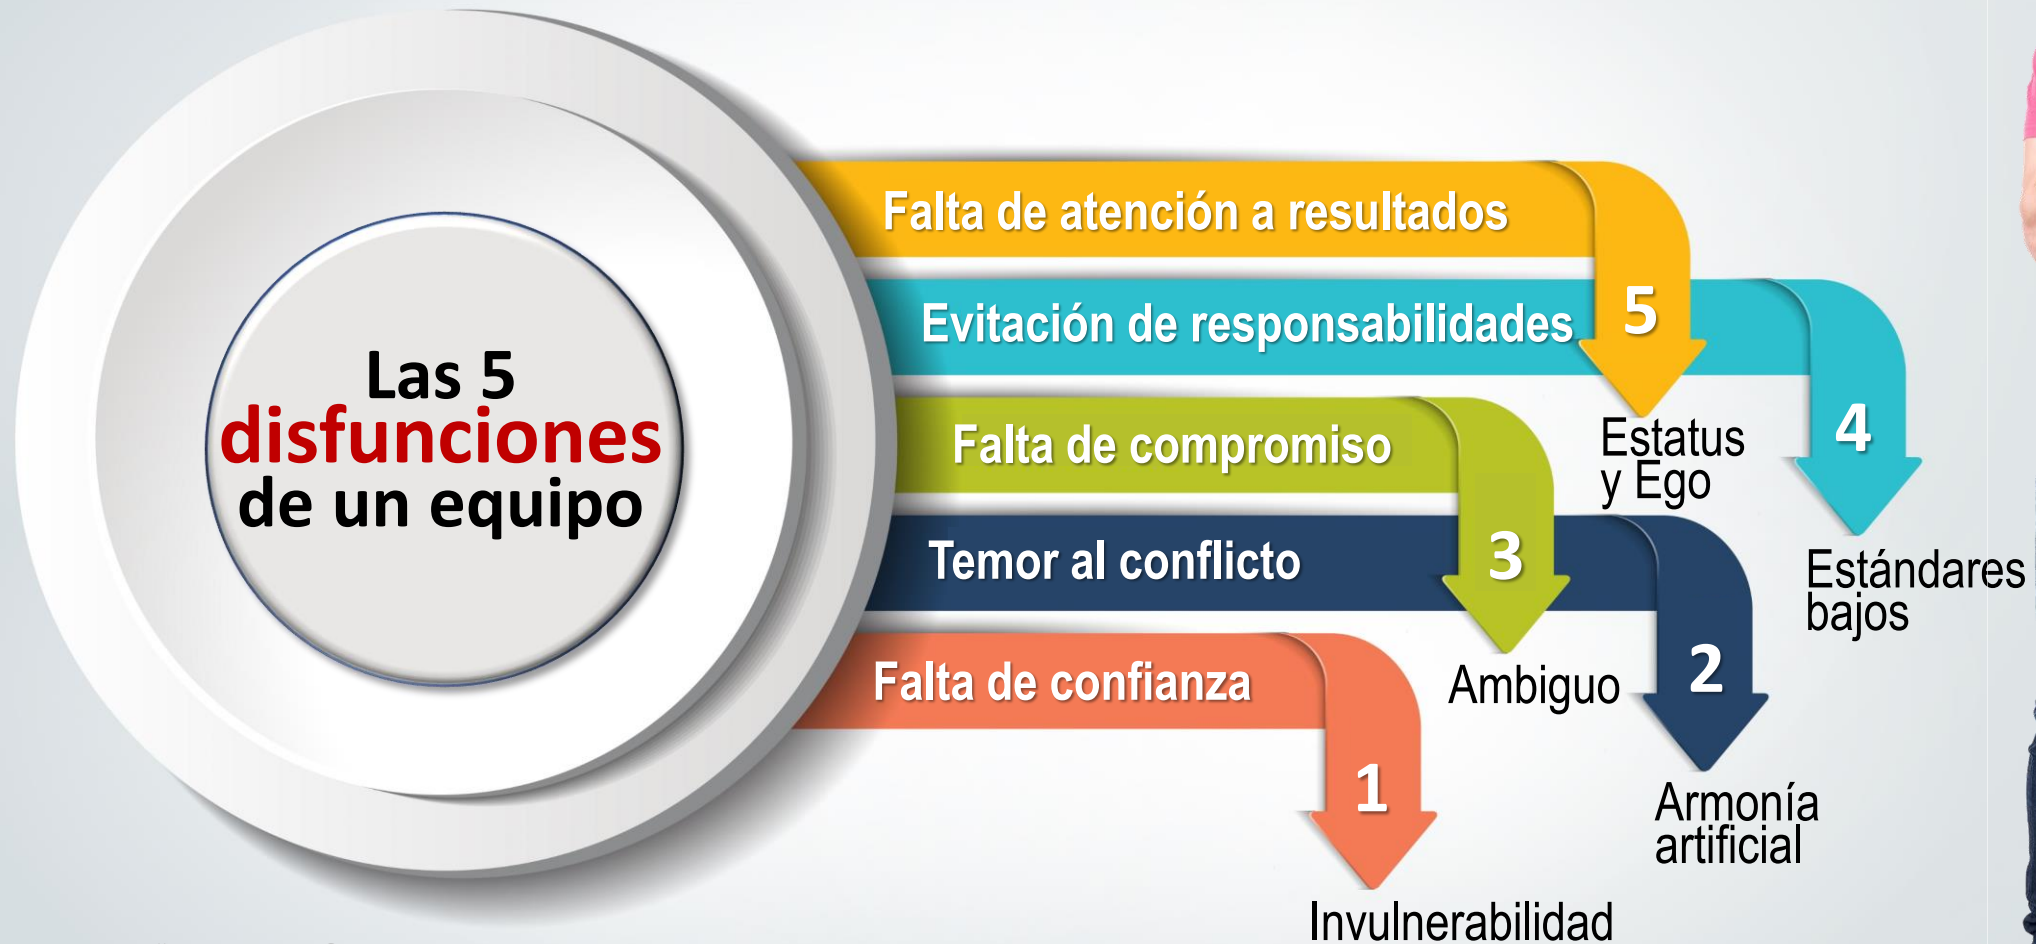 Las 5
disfunciones
de un equipo
Falta de atención a resultados
5
Estatus
y Ego
Evitación de responsabilidades
4
Estándares
bajos
Falta de compromiso
3
Ambiguo
Temor al conflicto
2
Armonía
artificial
Falta de confianza
1
Invulnerabilidad